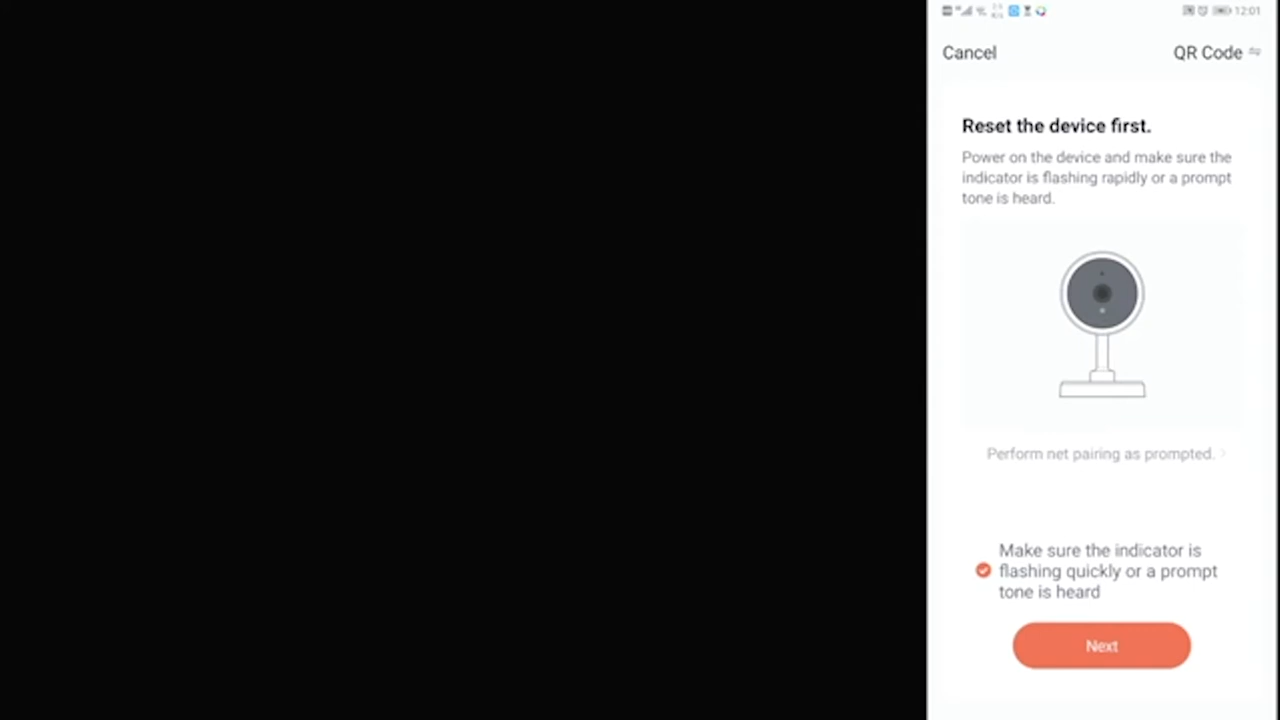 12:01
Cancel
QR Code
Reset the device first.
Power on the device and make sure the
indicator is flashing rapidly or a prompt
tone is heard.
Perform net pairing as prompted.
Make sure the indicator is
flashing quickly or a prompt
tone is heard
Next